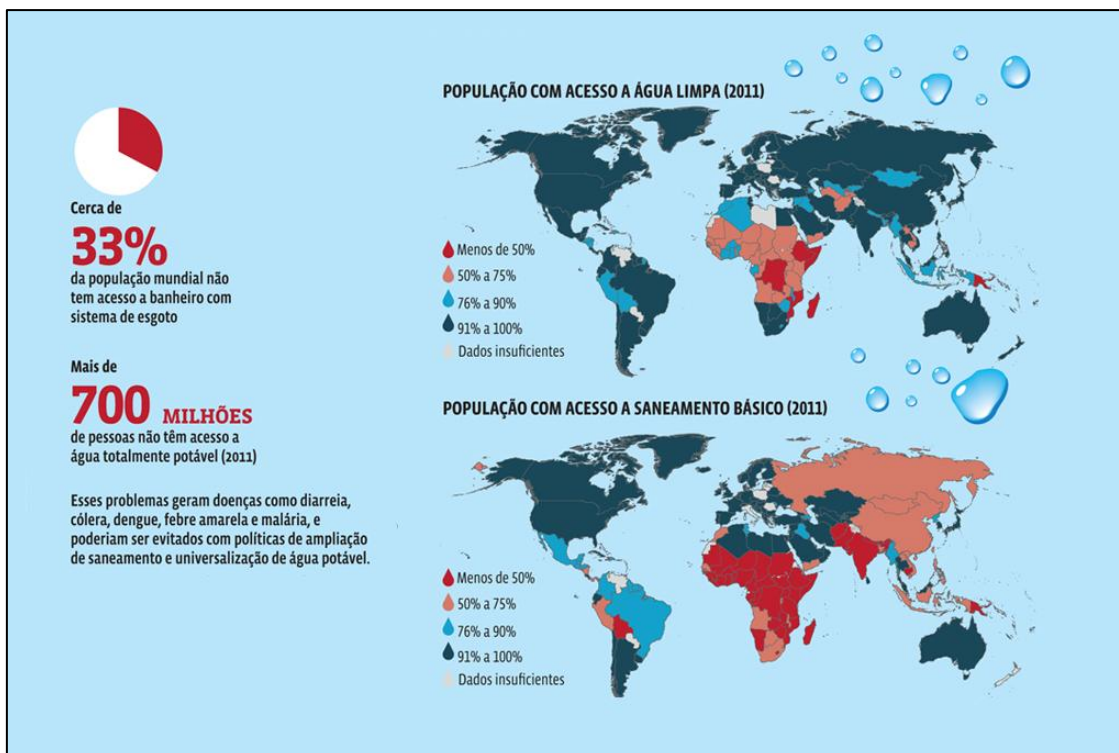 Cerca de
33%
da população mundial não
tem acesso a banheiro com
sistema de esgoto
Mais de
700 MILHÕES
de pessoas não têm acesso a
água totalmente potável (2011)
Esses problemas geram doenças como diarreia,
cólera, dengue, febre amarela e malária, e
poderiam ser evitados com políticas de ampliação
de saneamento e universalização de água potável.
POPULAÇÃO COM ACESSO A ÁGUA LIMPA (2011)
Menos de 50%
50% a 75%
76% a 90%
91% a 100%
Dados insuficientes
POPULAÇÃO COM ACESSO A SANEAMENTO BÁSICO (2011)
Menos de 50%
50% a 75%
76% a 90%
91% a 100%
Dados insuficientes